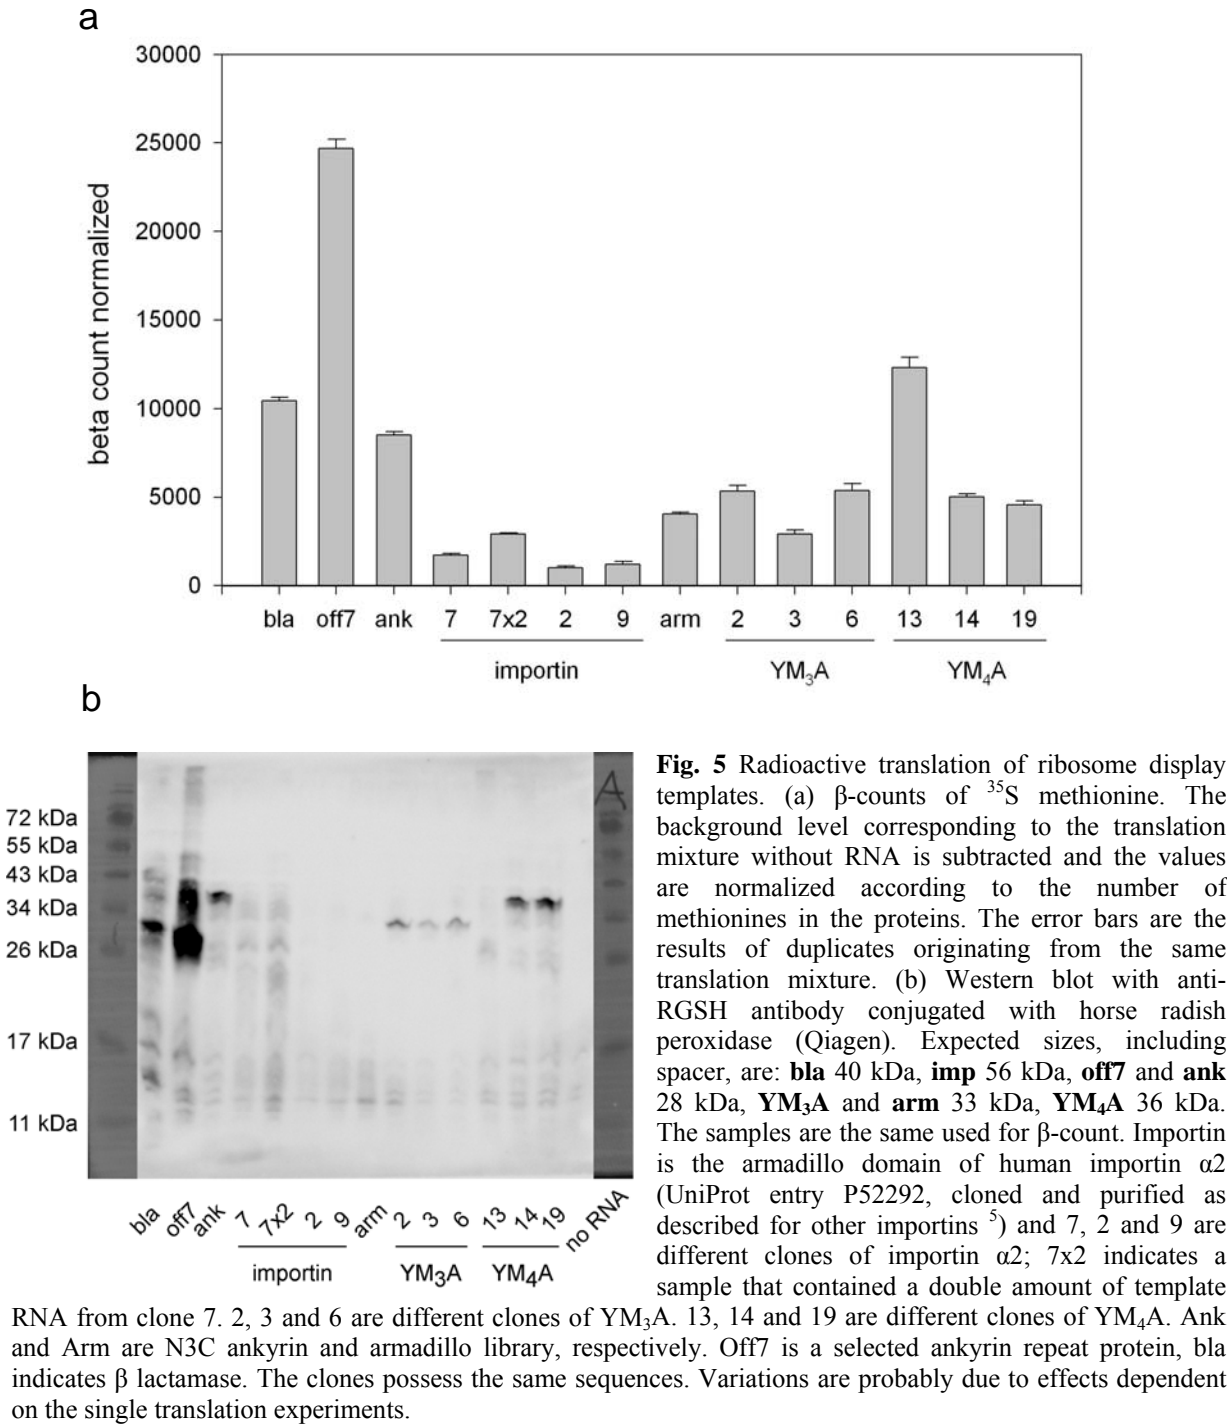 a
30000
25000
20000
15000
10000
5000
0
beta count normalized
bla off7 ank 7 7x2 2 9 arm 2 3 6 13 14 19
importin YM₃A YM₄A
b
A
72 kDa
55 kDa
43 kDa
34 kDa
26 kDa
17 kDa
11 kDa
bla off7 ank 7 7x2 2 9 arm 2 3 6 13 14 19 no RNA
importin YM₃A YM₄A
Fig. 5 Radioactive translation of ribosome display
templates. (a) β-counts of ³⁵S methionine. The
background level corresponding to the translation
mixture without RNA is subtracted and the values
are normalized according to the number of
methionines in the proteins. The error bars are the
results of duplicates originating from the same
translation mixture. (b) Western blot with anti-
RGSH antibody conjugated with horse radish
peroxidase (Qiagen). Expected sizes, including
spacer, are: bla 40 kDa, imp 56 kDa, off7 and ank
28 kDa, YM₃A and arm 33 kDa, YM₄A 36 kDa.
The samples are the same used for β-count. Importin
is the armadillo domain of human importin α2
(UniProt entry P52292, cloned and purified as
described for other importins ⁵) and 7, 2 and 9 are
different clones of importin α2; 7x2 indicates a
sample that contained a double amount of template
RNA from clone 7. 2, 3 and 6 are different clones of YM₃A. 13, 14 and 19 are different clones of YM₄A. Ank
and Arm are N3C ankyrin and armadillo library, respectively. Off7 is a selected ankyrin repeat protein, bla
indicates β lactamase. The clones possess the same sequences. Variations are probably due to effects dependent
on the single translation experiments.